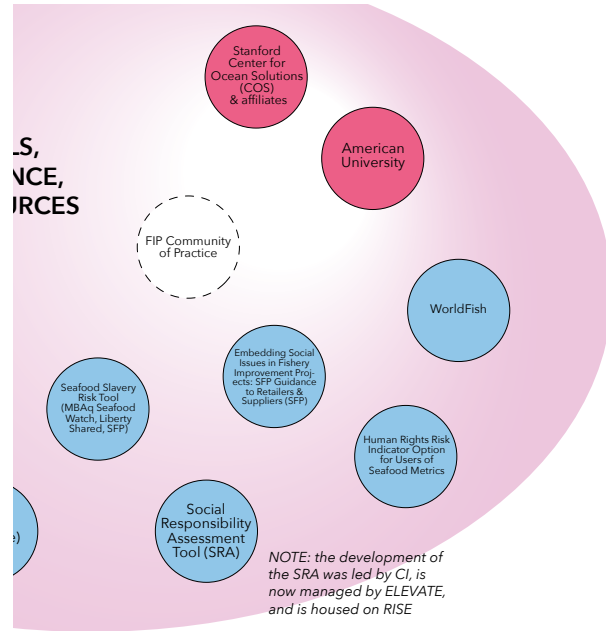 Stanford
Center for
Ocean Solutions
(COS)
& affiliates
American
University
LS,
NCE,
URCES
FIP Community
of Practice
WorldFish
Embedding Social
Issues in Fishery
Improvement Proj-
ects: SFP Guidance
to Retailers &
Suppliers (SFP)
Seafood Slavery
Risk Tool
(MBAq Seafood
Watch, Liberty
Shared, SFP)
Human Rights Risk
Indicator Option
for Users of
Seafood Metrics
Social
Responsibility
Assessment
Tool (SRA)
e)
NOTE: the development of
the SRA was led by CI, is
now managed by ELEVATE,
and is housed on RISE